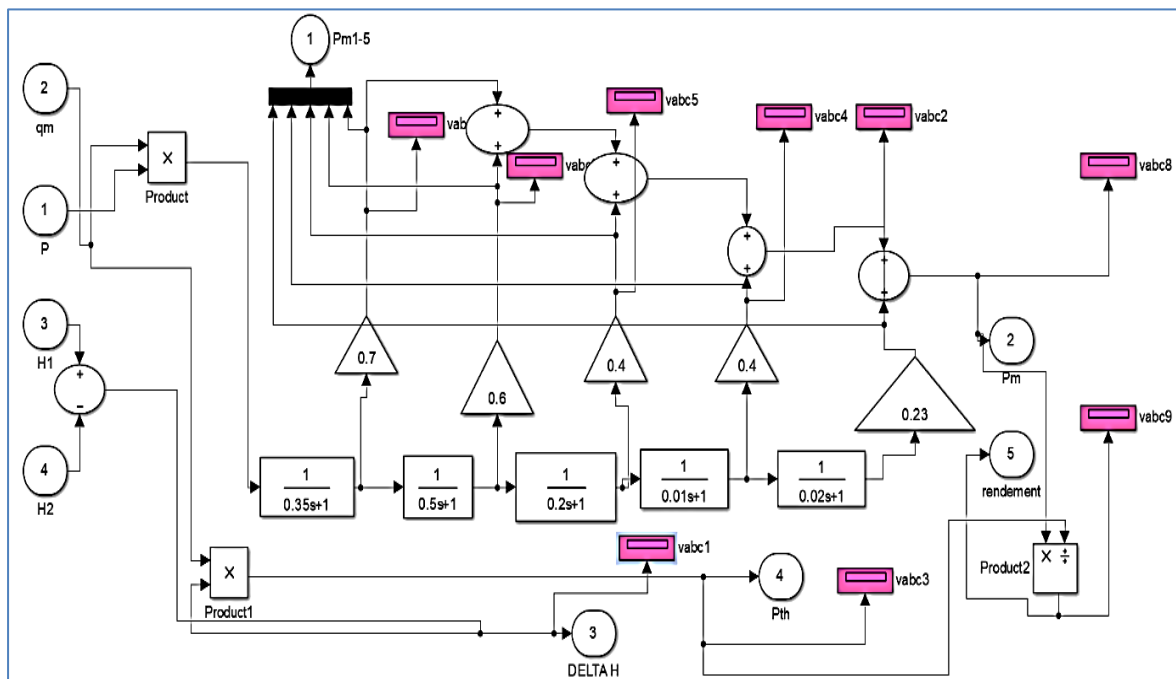 1
Pm1-5
2
qm
vab
vabc5
vabc4
vabc2
+
+
+
+
vabc
vabc8
X
Product
1
P
+
+
+
-
3
H1
0.7
0.6
0.4
0.4
0.23
2
Pm
+
-
vabc9
4
H2
1
0.35s+1
1
0.5s+1
1
0.2s+1
1
0.01s+1
1
0.02s+1
5
rendement
vabc1
X
Product1
4
Pth
vabc3
Product2
X ÷
3
DELTA H